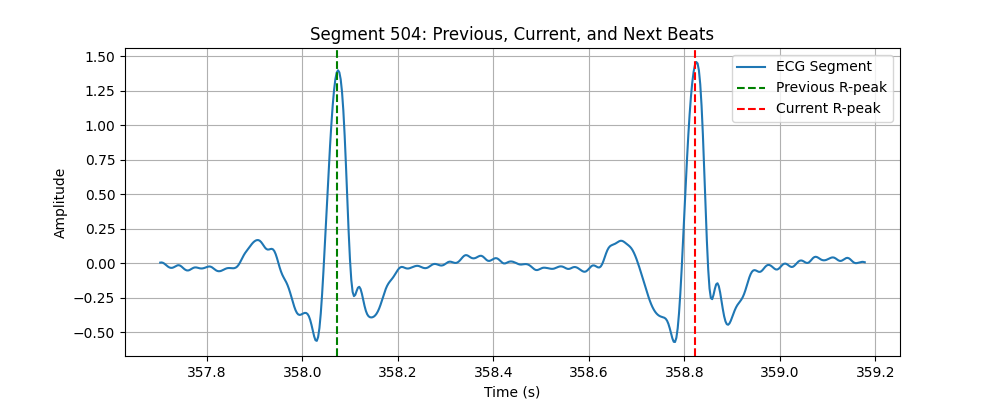 Segment 504: Previous, Current, and Next Beats
1.50
1.25
1.00
0.75
0.50
0.25
0.00
−0.25
−0.50
Amplitude
ECG Segment
Previous R-peak
Current R-peak
357.8 358.0 358.2 358.4 358.6 358.8 359.0 359.2
Time (s)